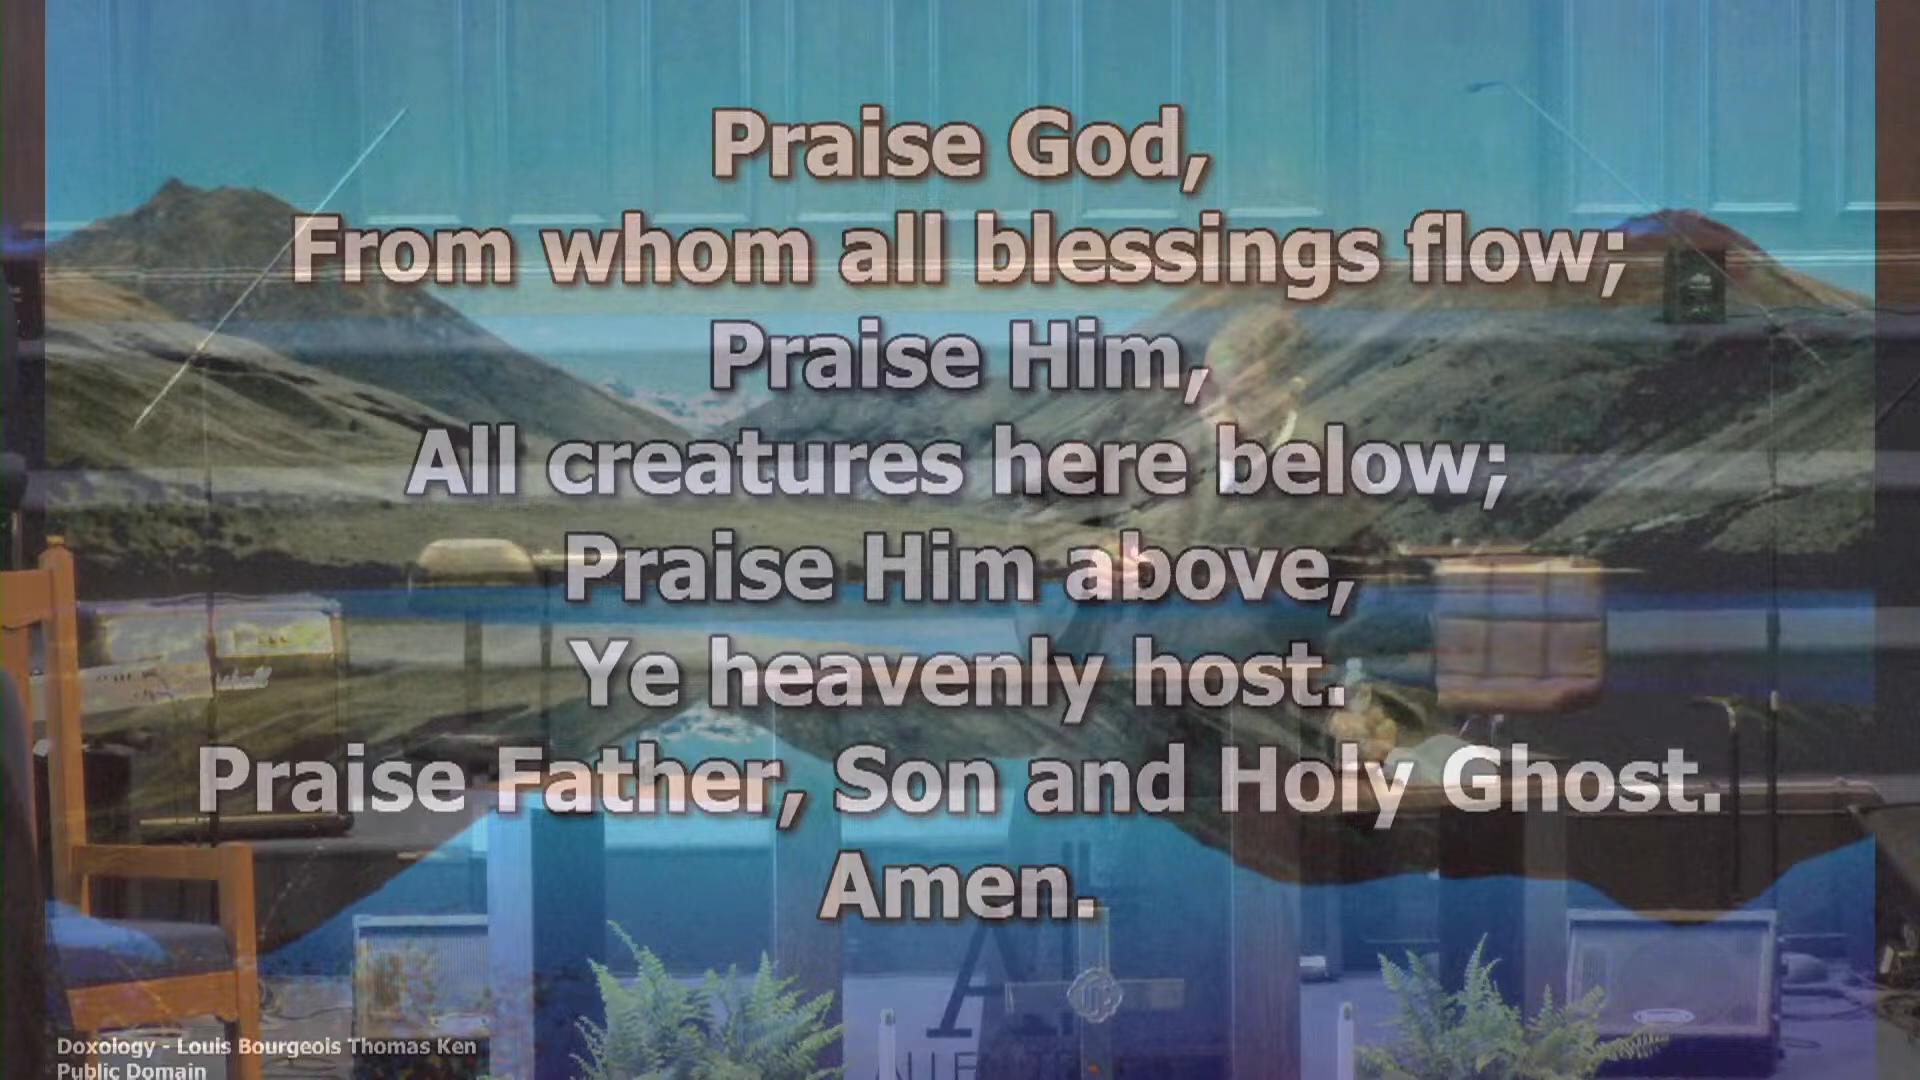 Praise God,
From whom all blessings flow;
Praise Him,
All creatures here below;
Praise Him above,
Ye heavenly host.
Praise Father, Son and Holy Ghost.
Amen.
Doxology - Louis Bourgeois Thomas Ken
Public Domain